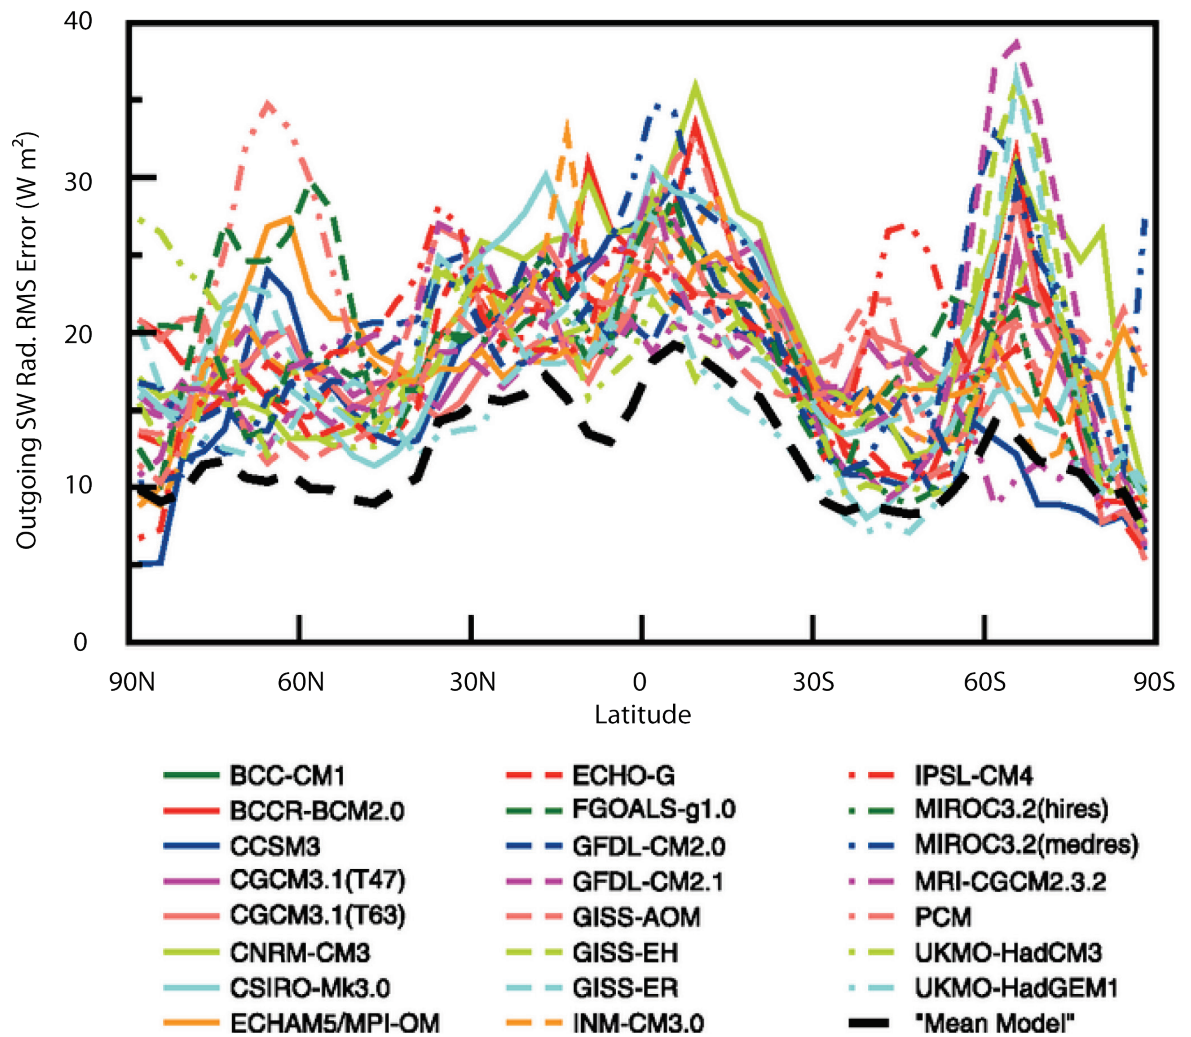 40
30
20
10
0
Outgoing SW Rad. RMS Error (W m²)
90N 60N 30N 0 30S 60S 90S
Latitude
BCC-CM1 ECHO-G IPSL-CM4
BCCR-BCM2.0 FGOALS-g1.0 MIROC3.2(hires)
CCSM3 GFDL-CM2.0 MIROC3.2(medres)
CGCM3.1(T47) GFDL-CM2.1 MRI-CGCM2.3.2
CGCM3.1(T63) GISS-AOM PCM
CNRM-CM3 GISS-EH UKMO-HadCM3
CSIRO-Mk3.0 GISS-ER UKMO-HadGEM1
ECHAM5/MPI-OM INM-CM3.0 "Mean Model"